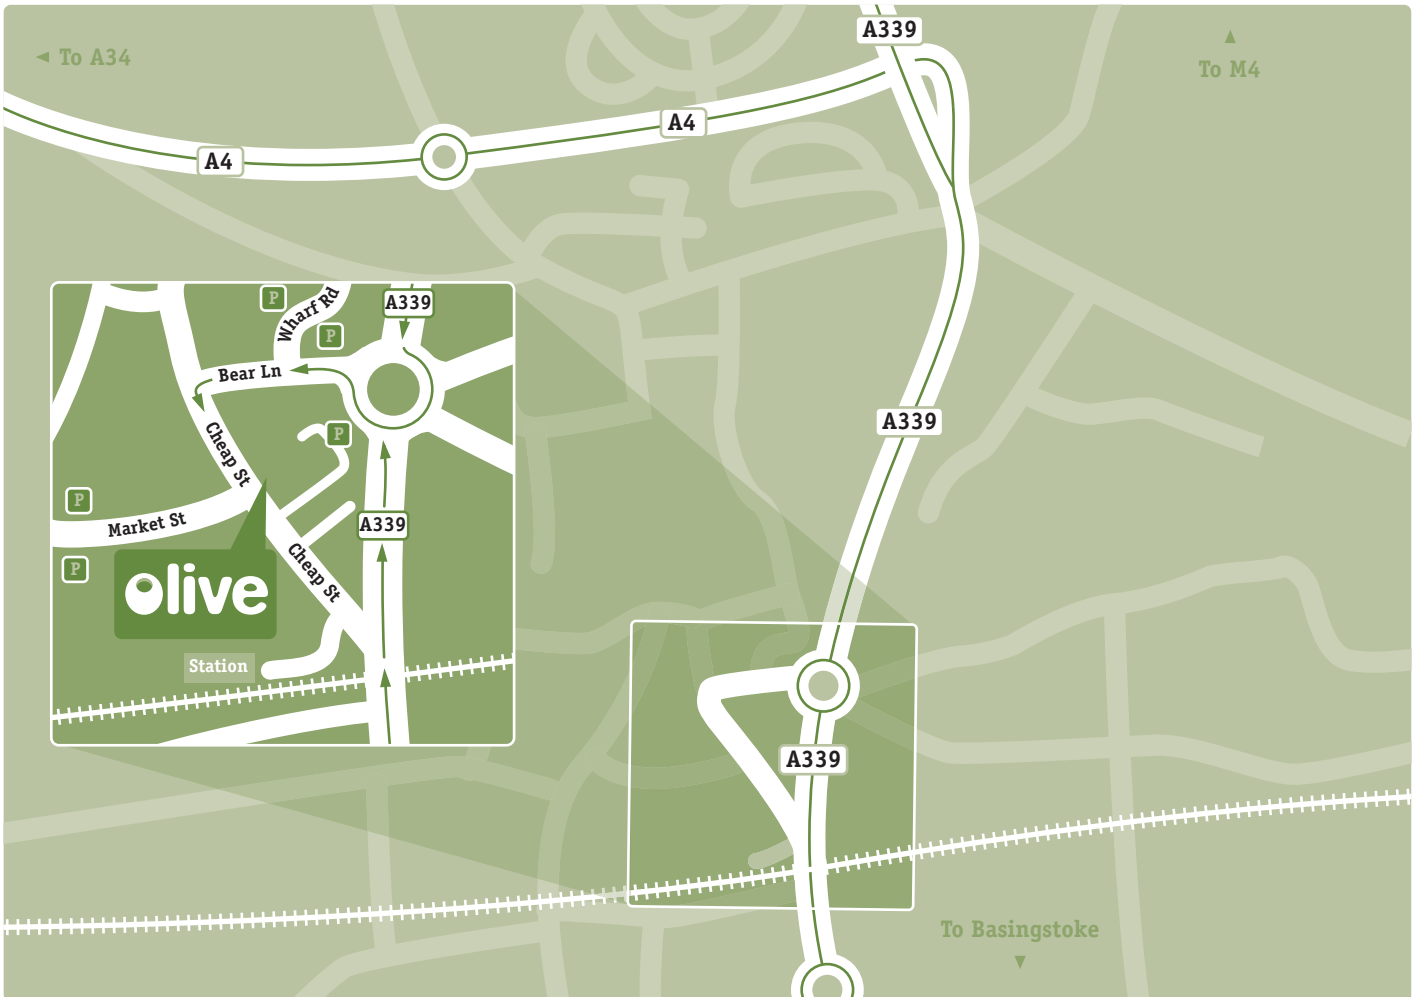 A339
To A34
To M4
A4
A4
P
Wharf Rd
A339
P
Bear Ln
A339
Cheap St
P
P
Market St
A339
P
Cheap St
olive
Station
A339
To Basingstoke